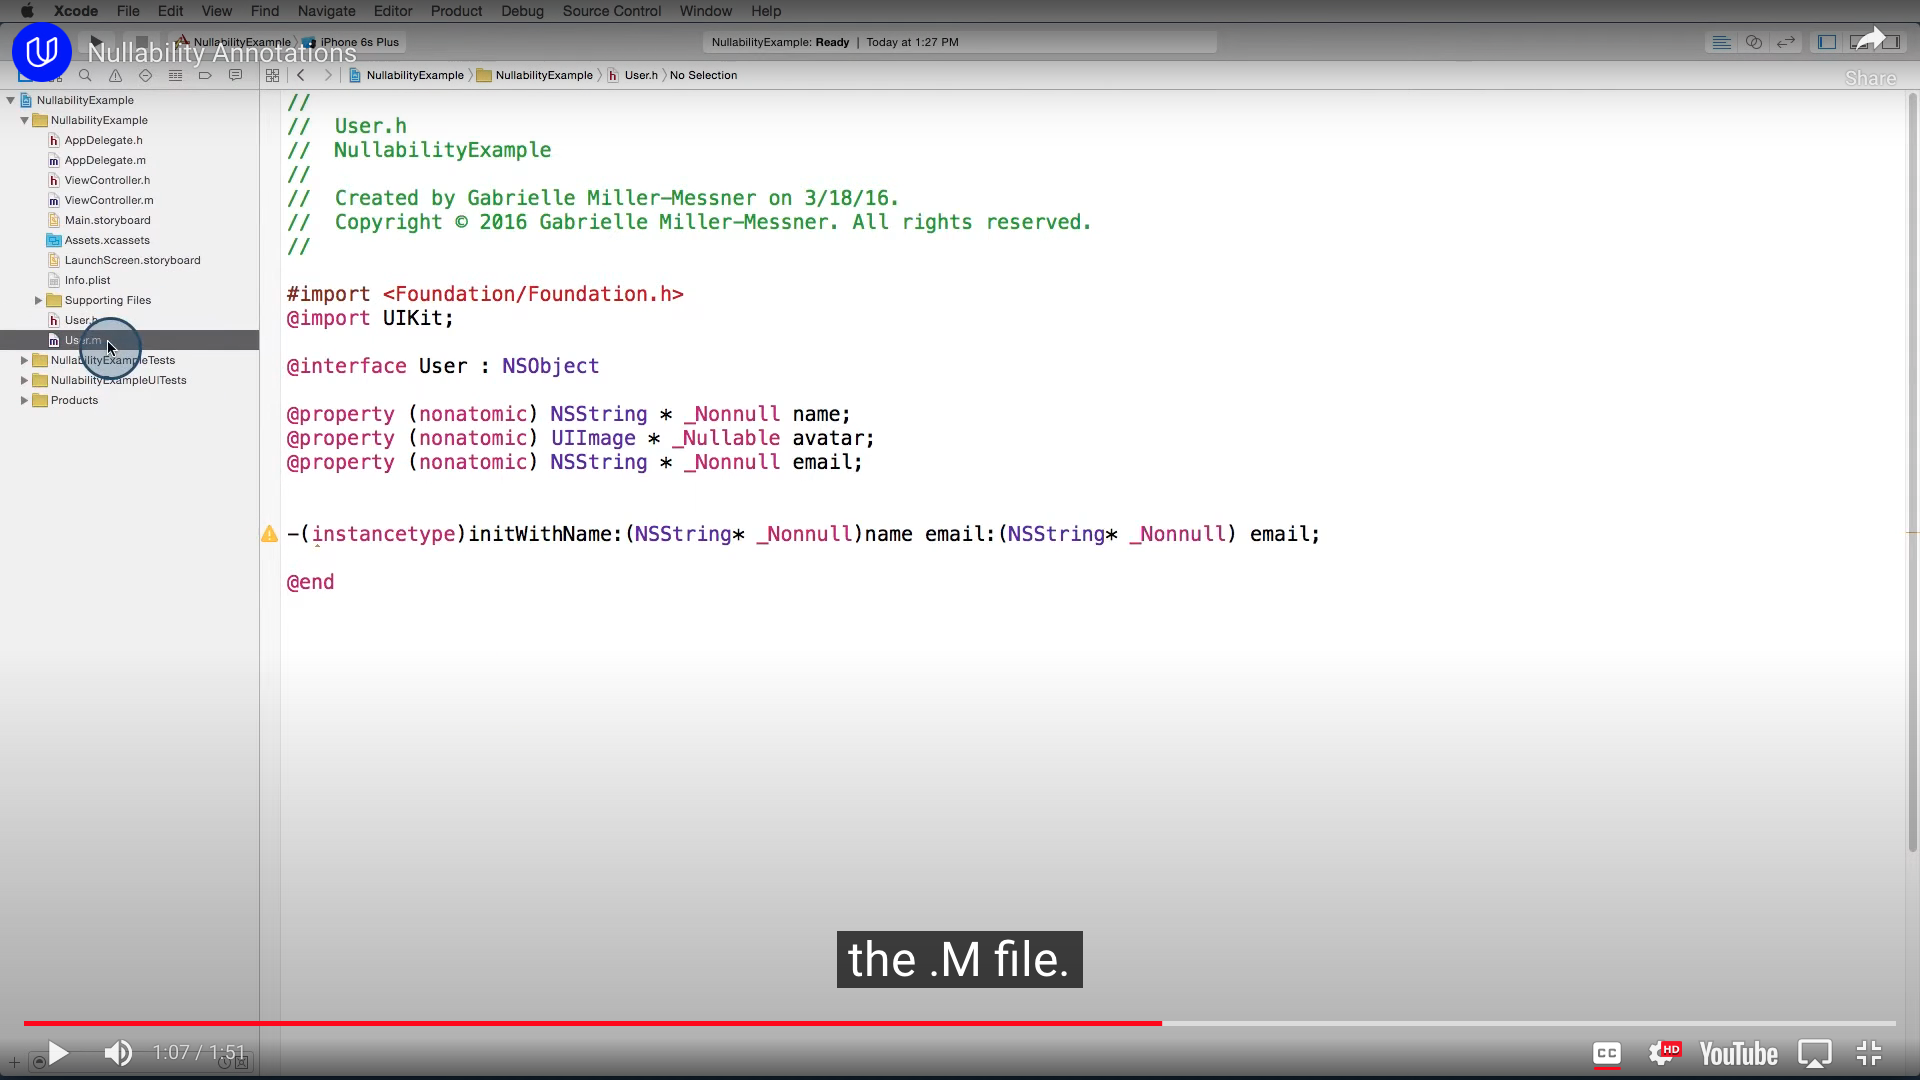 Xcode File Edit View Find Navigate Editor Product Debug Source Control Window Help
Nullability Annotations
NullabilityExample iPhone 6s Plus
NullabilityExample: Ready | Today at 1:27 PM
Share
NullabilityExample NullabilityExample User.h No Selection
NullabilityExample
NullabilityExample
AppDelegate.h
AppDelegate.m
ViewController.h
ViewController.m
Main.storyboard
Assets.xcassets
LaunchScreen.storyboard
Info.plist
Supporting Files
User.h
User.m
NullabilityExampleTests
NullabilityExampleUITests
Products
//
// User.h
// NullabilityExample
//
// Created by Gabrielle Miller-Messner on 3/18/16.
// Copyright © 2016 Gabrielle Miller-Messner. All rights reserved.
//
#import <Foundation/Foundation.h>
@import UIKit;
@interface User : NSObject
@property (nonatomic) NSString * _Nonnull name;
@property (nonatomic) UIImage * _Nullable avatar;
@property (nonatomic) NSString * _Nonnull email;
-(instancetype)initWithName:(NSString* _Nonnull)name email:(NSString* _Nonnull) email;
@end
the .M file.
1:07 / 1:51
CC HD YouTube